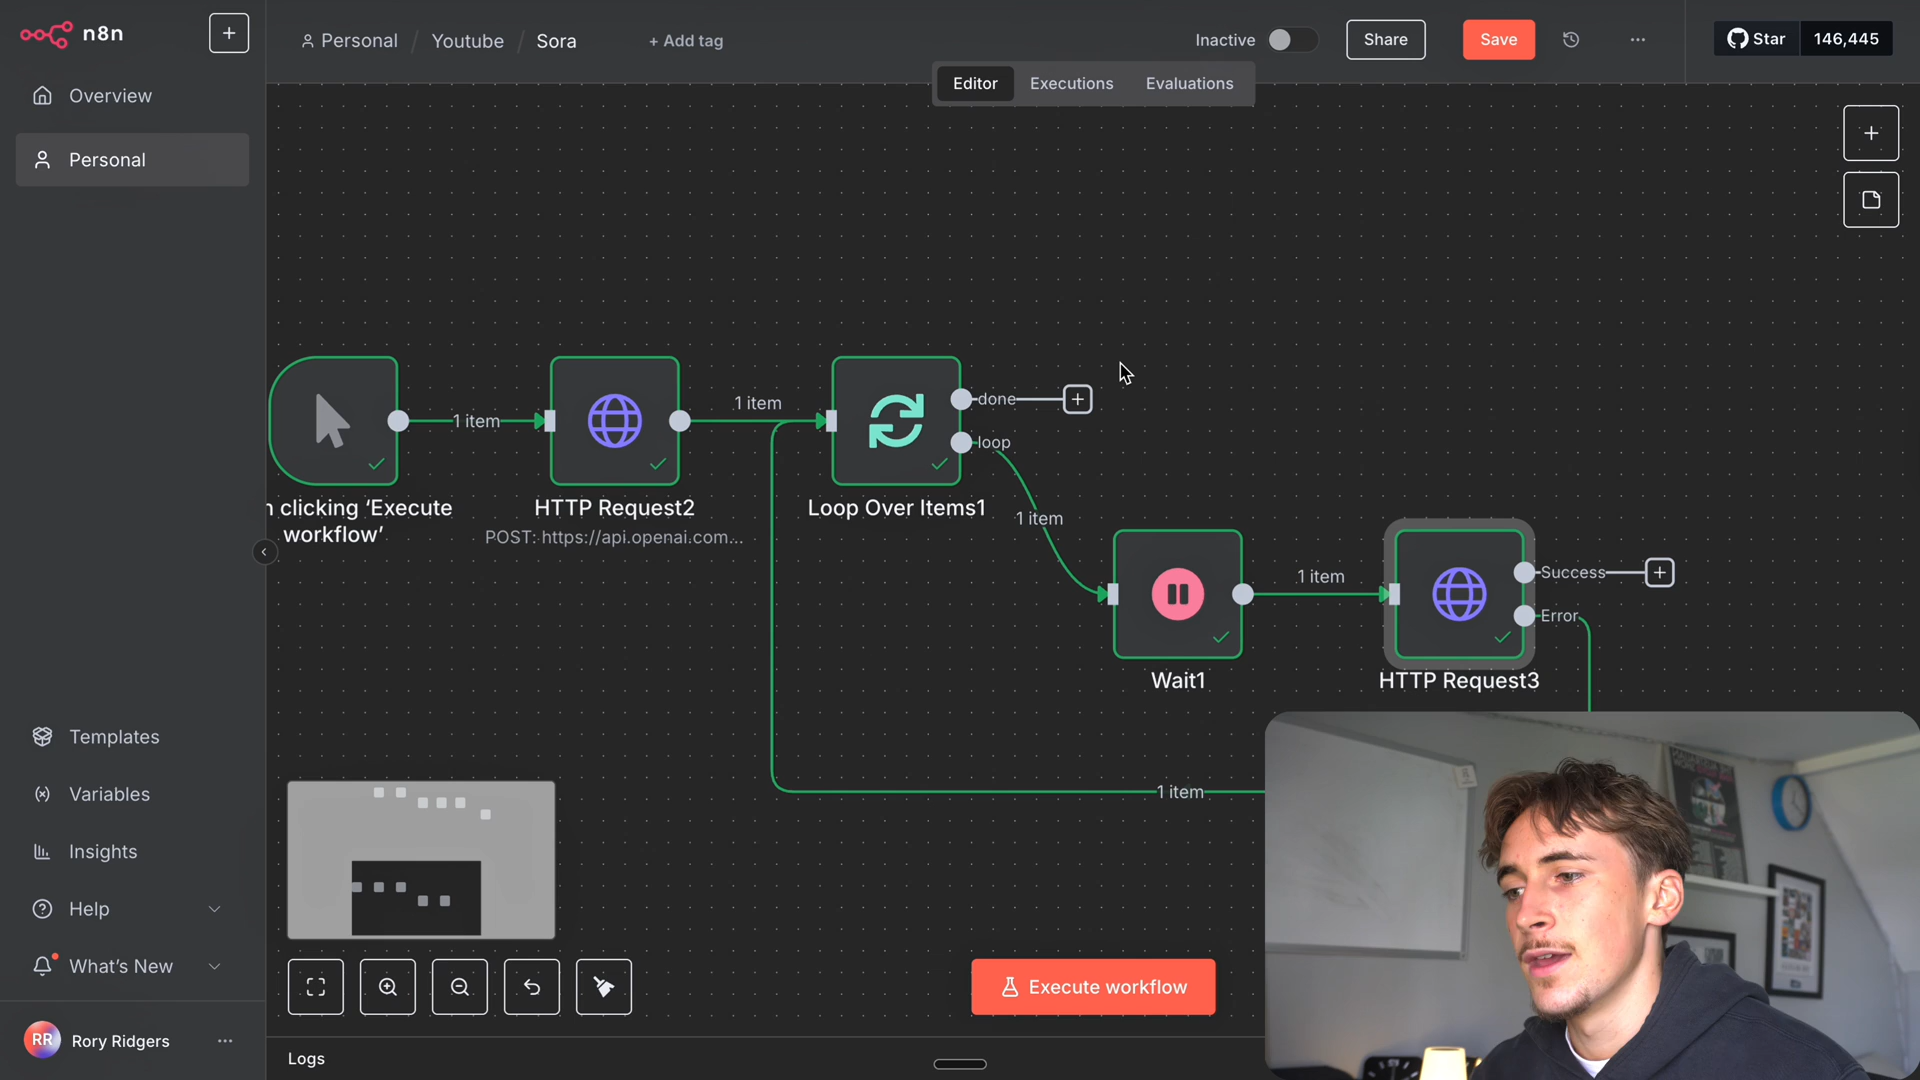 n8n
Personal / Youtube / Sora
+ Add tag
Inactive
Share
Save
Star
146,445
Editor
Executions
Evaluations
Overview
Personal
1 item
1 item
done
loop
n clicking ‘Execute
workflow’
HTTP Request2
POST: https://api.openai.com...
Loop Over Items1
1 item
1 item
Success
Error
Wait1
HTTP Request3
1 item
Templates
Variables
Insights
Help
What’s New
Execute workflow
RR
Rory Ridgers
Logs